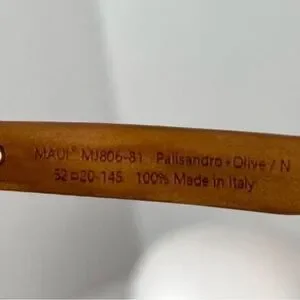 MAUI® MJ806-81 Palisandro+Olive / N
52□20-145 100% Made in Italy